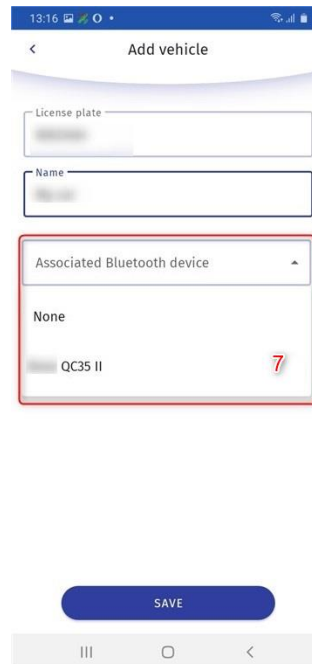 13:16
Add vehicle
License plate
Name
Associated Bluetooth device
None
QC35 II
7
SAVE